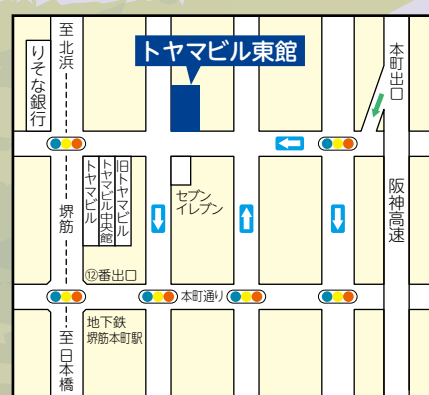 至北浜
りそな銀行
トヤマビル東館
本町出口
トヤマビル
トヤマビル中央館
旧トヤマビル
セブン
イレブン
堺筋
阪神高速
⑫番出口
本町通り
地下鉄
堺筋本町駅
至日本橋